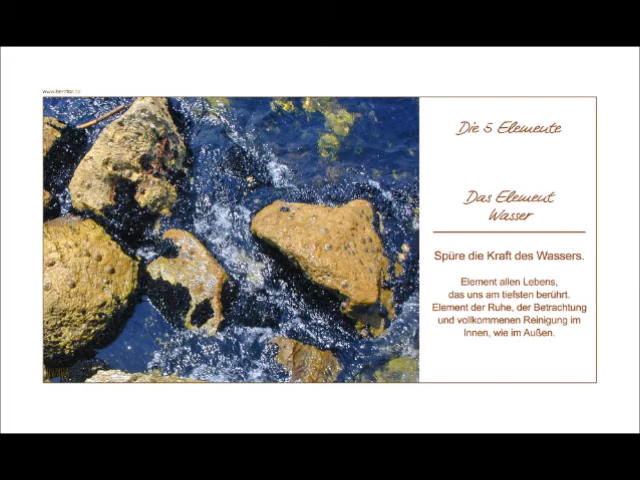 Die 5 Elemente
Das Element
Wasser
Spüre die Kraft des Wassers.
Element allen Lebens,
das uns am tiefsten berührt.
Element der Ruhe, der Betrachtung
und vollkommenen Reinigung im
Innen, wie im Außen.